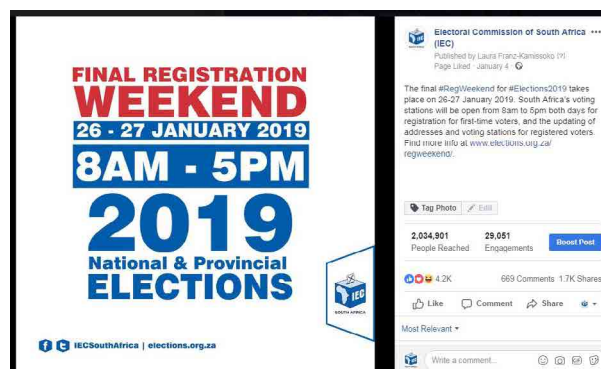 FINAL REGISTRATION
WEEKEND
26 - 27 JANUARY 2019
8AM - 5PM
2019
National & Provincial
ELECTIONS
IEC
SOUTH AFRICA
IECSouthAfrica | elections.org.za
Electoral Commission of South Africa
(IEC)
Published by Laura Franz-Kamissoko [?]
Page Liked · January 4 ·
The final #RegWeekend for #Elections2019 takes
place on 26-27 January 2019. South Africa's voting
stations will be open from 8am to 5pm both days for
registration for first-time voters, and the updating of
addresses and voting stations for registered voters.
Find more info at www.elections.org.za/
regweekend/.
Tag Photo Edit
2,034,901 29,051
People Reached Engagements Boost Post
4.2K 669 Comments 1.7K Shares
Like Comment Share
Most Relevant
Write a comment...